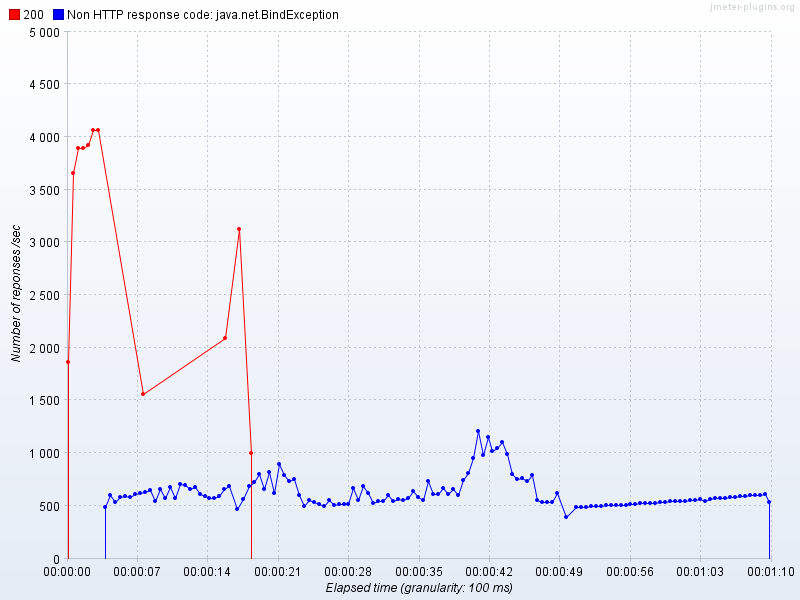 jmeter-plugins.org
200 Non HTTP response code: java.net.BindException
5 000
4 500
4 000
3 500
3 000
2 500
2 000
1 500
1 000
500
0
Number of reponses /sec
00:00:00 00:00:07 00:00:14 00:00:21 00:00:28 00:00:35 00:00:42 00:00:49 00:00:56 00:01:03 00:01:10
Elapsed time (granularity: 100 ms)